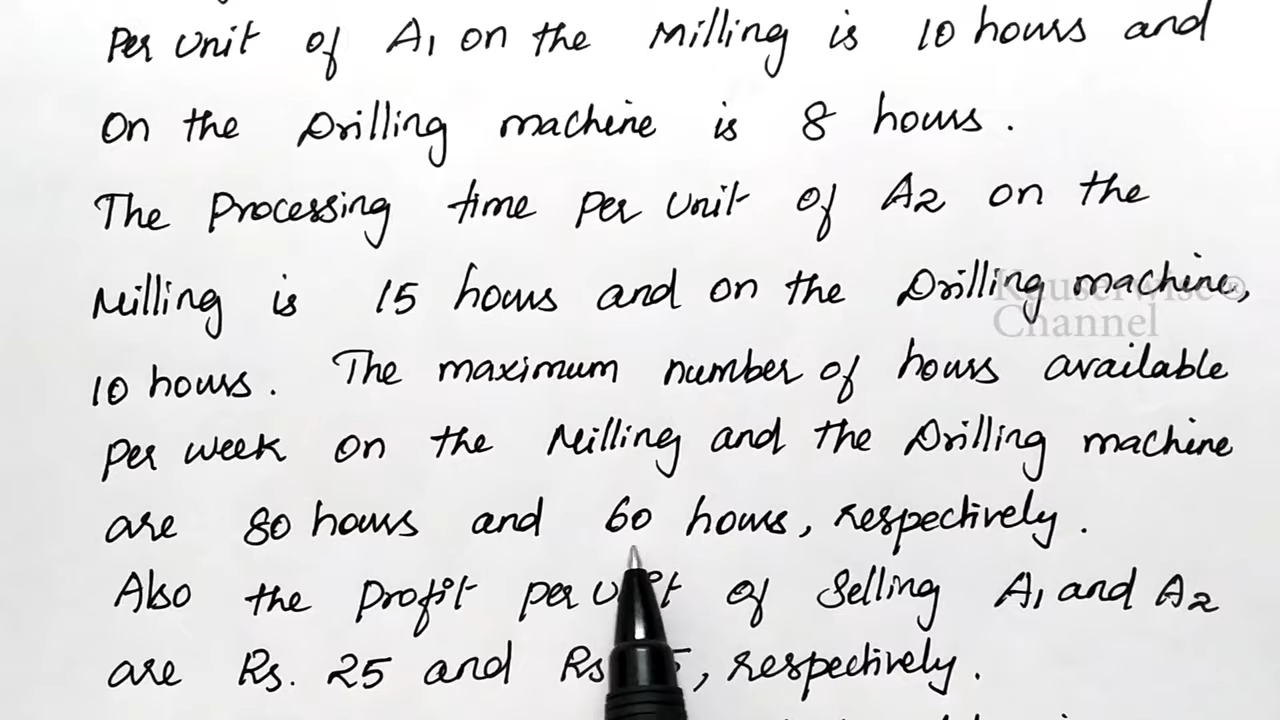 Per unit of A1 on the Milling is 10 hours and
on the Drilling machine is 8 hours.
The Processing time Per unit of A2 on the
Milling is 15 hours and on the Drilling machine,
Kauserwise®
Channel
10 hours. The maximum number of hours available
Per week on the Milling and the Drilling machine
are 80 hours and 60 hours, respectively.
Also the Profit per unit of Selling A1 and A2
are Rs. 25 and Rs 5, respectively.